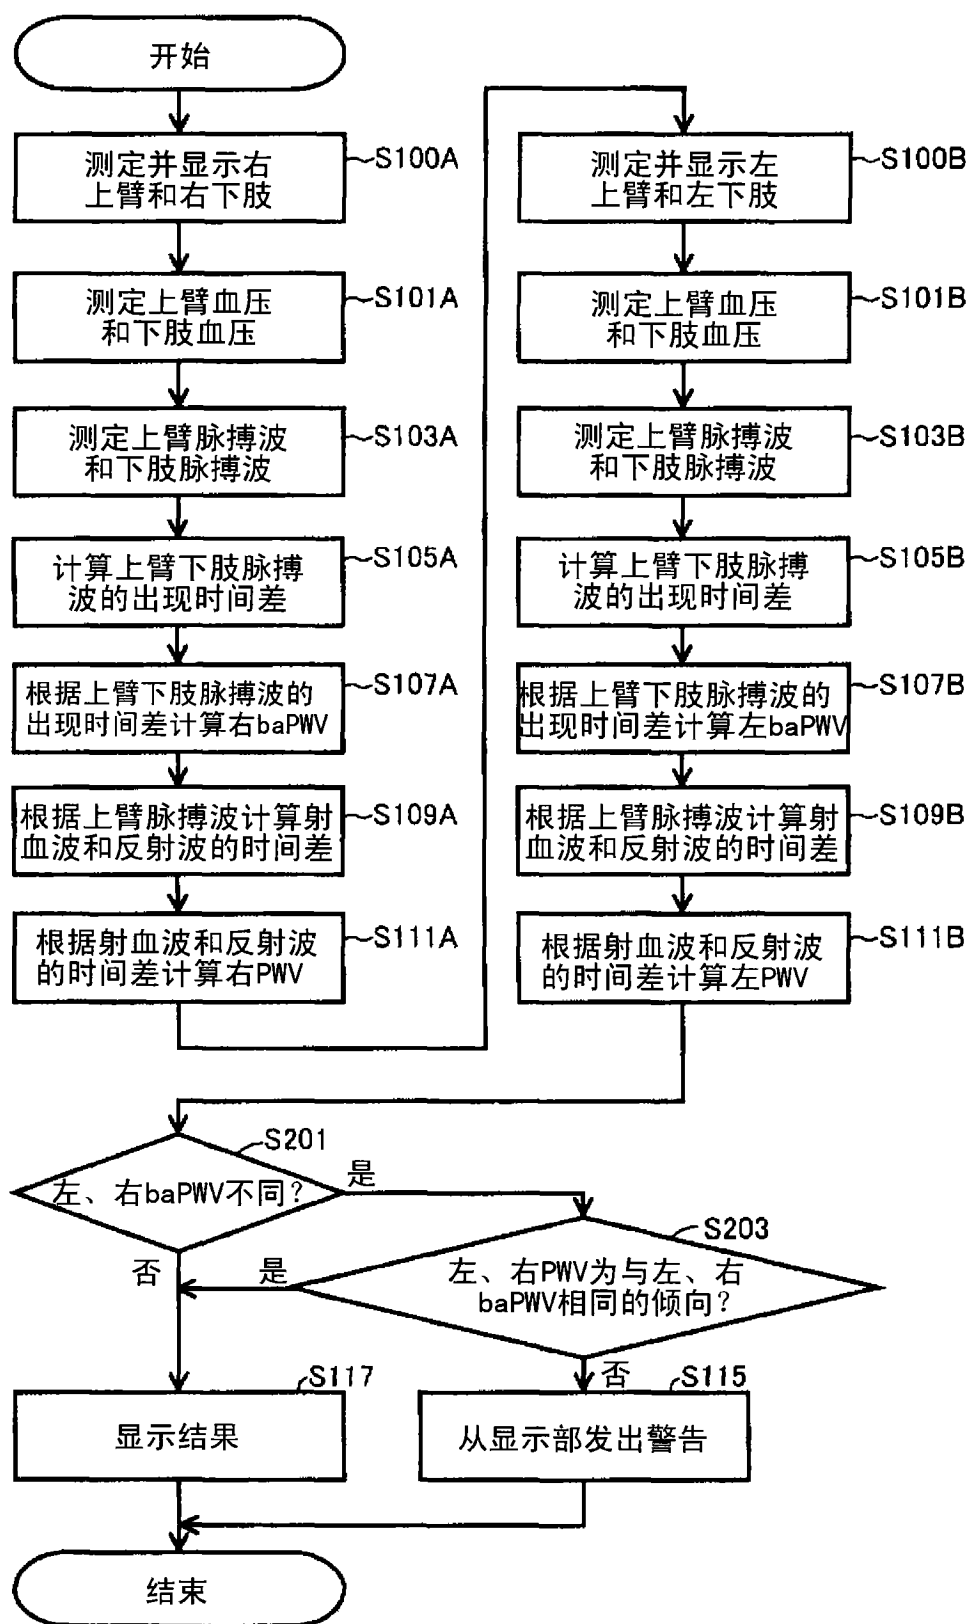 开始
测定并显示右
上臂和右下肢
S100A
测定上臂血压
和下肢血压
S101A
测定上臂脉搏波
和下肢脉搏波
S103A
计算上臂下肢脉搏
波的出现时间差
S105A
根据上臂下肢脉搏波的
出现时间差计算右baPWV
S107A
根据上臂脉搏波计算射
血波和反射波的时间差
S109A
根据射血波和反射波
的时间差计算右PWV
S111A
测定并显示左
上臂和左下肢
S100B
测定上臂血压
和下肢血压
S101B
测定上臂脉搏波
和下肢脉搏波
S103B
计算上臂下肢脉搏
波的出现时间差
S105B
根据上臂下肢脉搏波的
出现时间差计算左baPWV
S107B
根据上臂脉搏波计算射
血波和反射波的时间差
S109B
根据射血波和反射波
的时间差计算左PWV
S111B
S201
左、右baPWV不同?
是
否
S203
左、右PWV为与左、右
baPWV相同的倾向?
是
否
S117
显示结果
S115
从显示部发出警告
结束